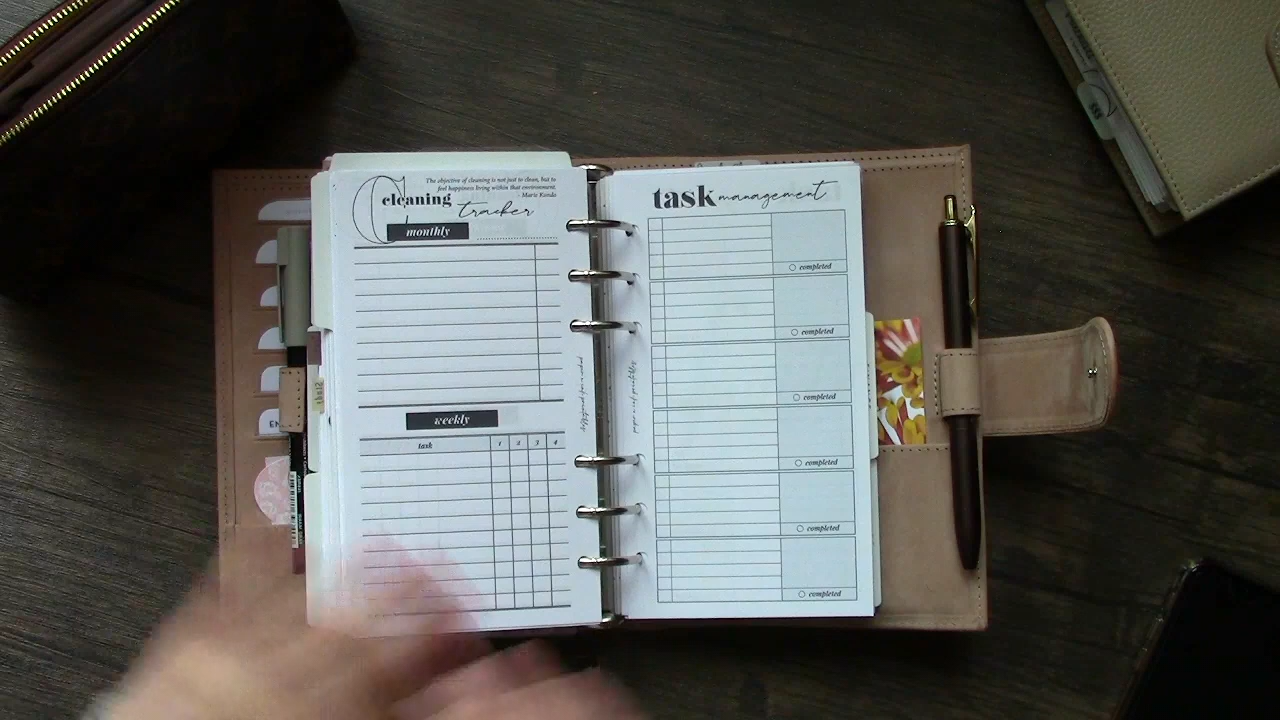 The objective of cleaning is not just to clean, but to
feel happiness living within that environment.
- Marie Kondo
cleaning
tracker
monthly
weekly
task 1 2 3 4
task management
completed
completed
completed
completed
completed
completed